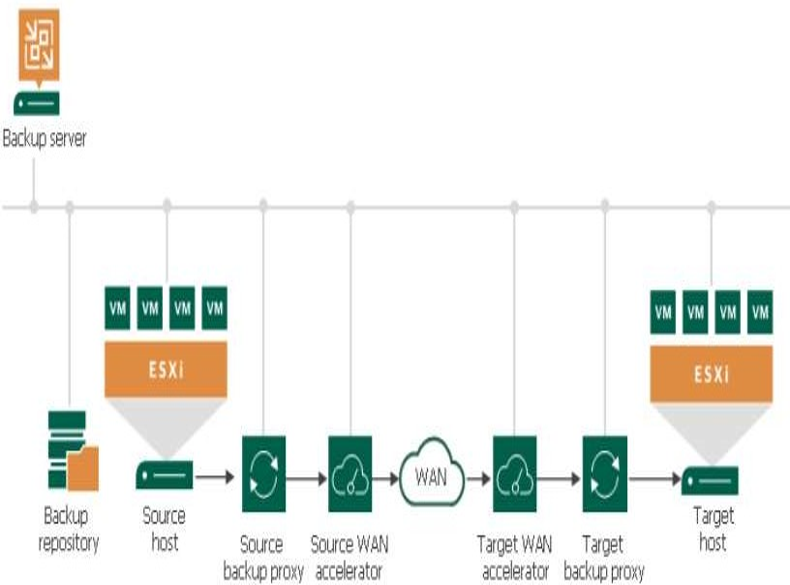 Backup server
VM VM VM VM
ESXi
VM VM VM VM
ESXi
WAN
Backup
repository
Source
host
Source
backup proxy
Source WAN
accelerator
Target WAN
accelerator
Target
backup proxy
Target
host